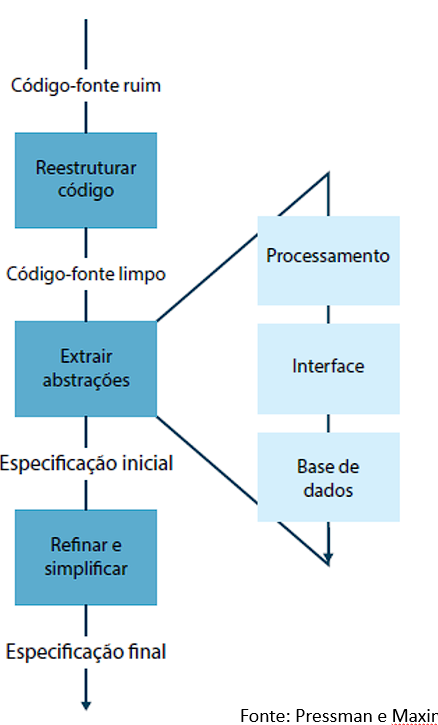 Código-fonte ruim
Reestruturar
código
Código-fonte limpo
Extrair
abstrações
Especificação inicial
Refinar e
simplificar
Especificação final
Processamento
Interface
Base de
dados
Fonte: Pressman e Maxir